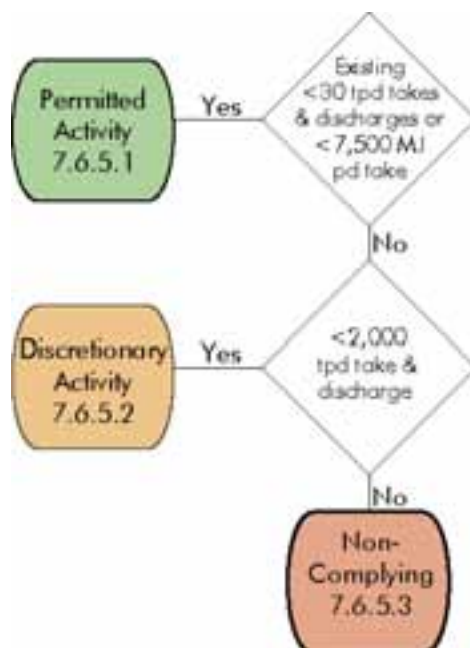 Existing
<30 tpd takes
& discharges or
<7,500 MJ
pd take
Yes
Permitted
Activity
7.6.5.1
No
<2,000
tpd take &
discharge
Yes
Discretionary
Activity
7.6.5.2
No
Non-
Complying
7.6.5.3